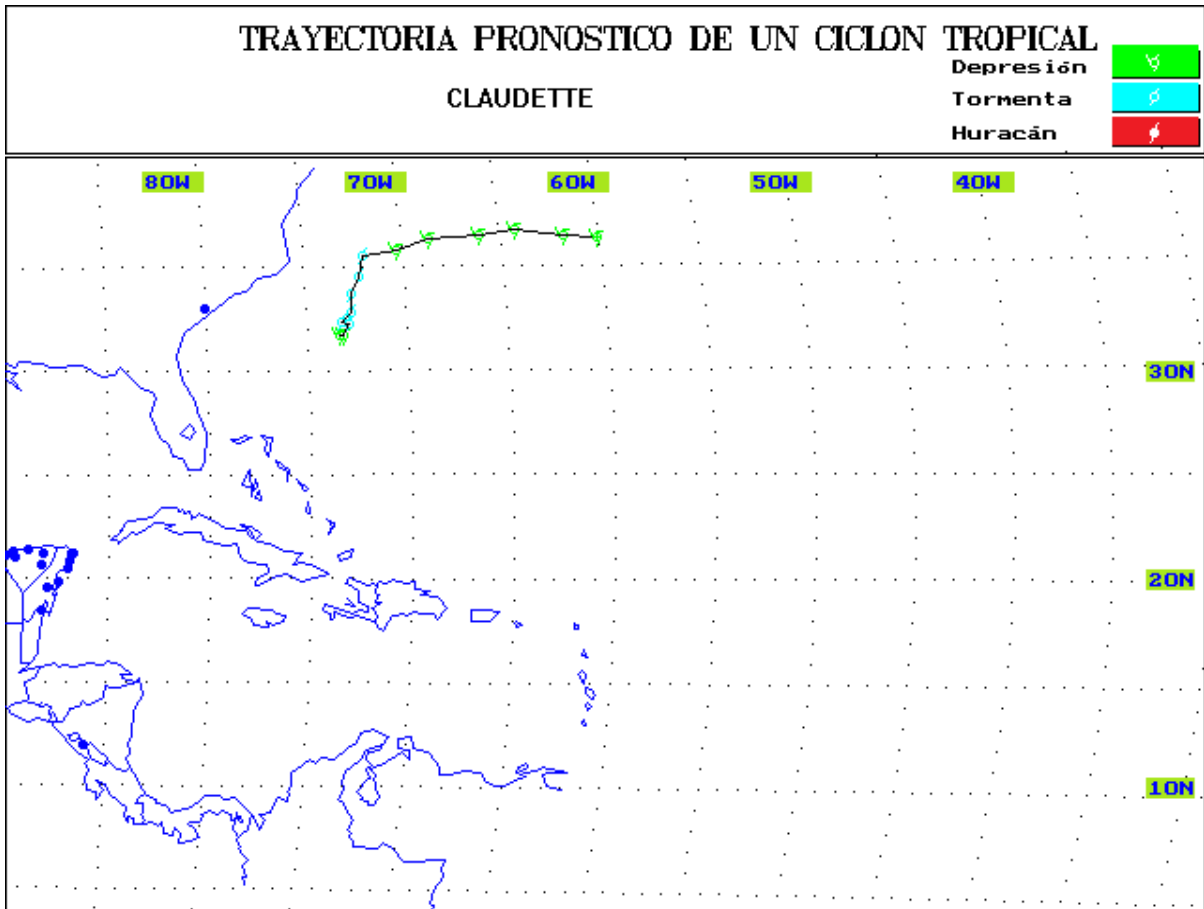 TRAYECTORIA PRONOSTICO DE UN CICLON TROPICAL
CLAUDETTE
Depresión
Tormenta
Huracán
80W 70W 60W 50W 40W
30N
20N
10N